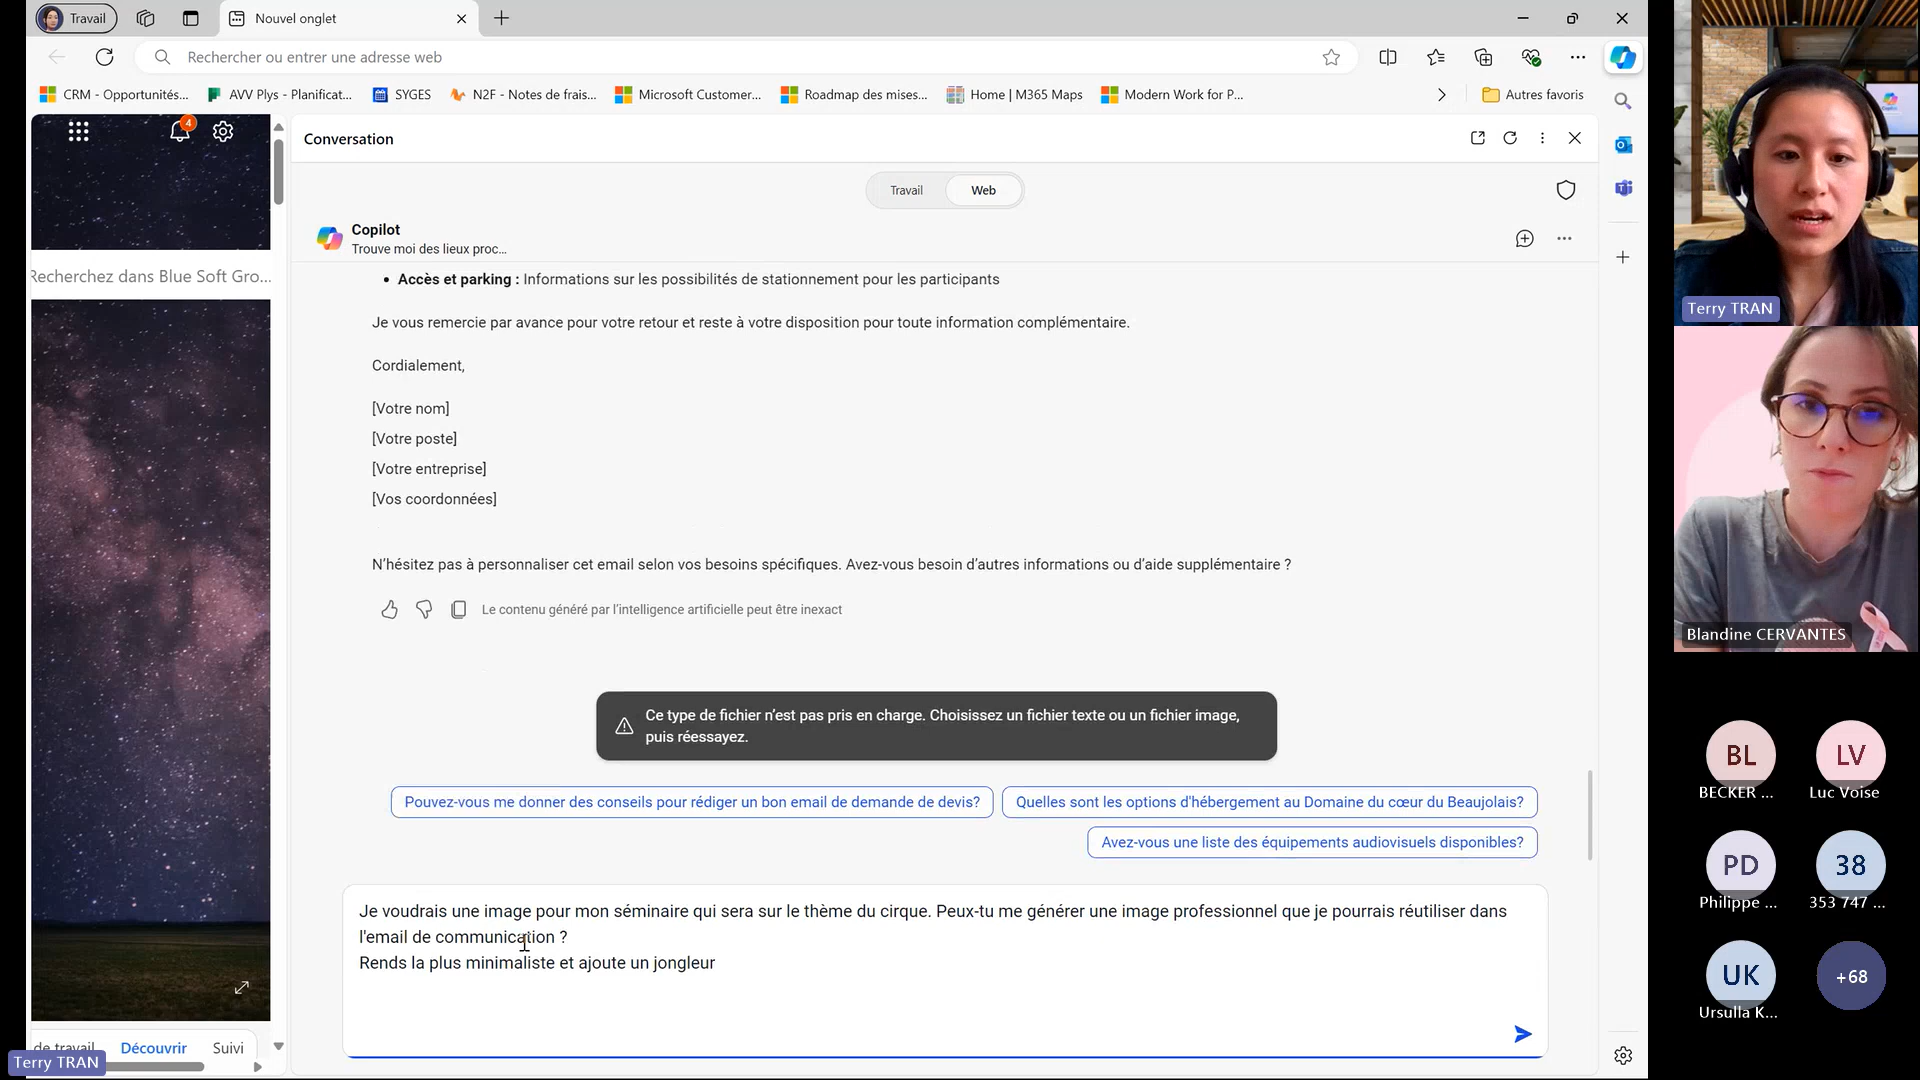 Travail
Nouvel onglet
Rechercher ou entrer une adresse web
CRM - Opportunités...
AVV Plys - Planificat...
SYGES
N2F - Notes de frais...
Microsoft Customer...
Roadmap des mises...
Home | M365 Maps
Modern Work for P...
Autres favoris
4
Recherchez dans Blue Soft Gro...
Conversation
Travail
Web
Copilot
Trouve moi des lieux proc...
• Accès et parking : Informations sur les possibilités de stationnement pour les participants
Je vous remercie par avance pour votre retour et reste à votre disposition pour toute information complémentaire.
Cordialement,
[Votre nom]
[Votre poste]
[Votre entreprise]
[Vos coordonnées]
N'hésitez pas à personnaliser cet email selon vos besoins spécifiques. Avez-vous besoin d'autres informations ou d'aide supplémentaire ?
Le contenu généré par l'intelligence artificielle peut être inexact
Ce type de fichier n'est pas pris en charge. Choisissez un fichier texte ou un fichier image,
puis réessayez.
Pouvez-vous me donner des conseils pour rédiger un bon email de demande de devis?
Quelles sont les options d'hébergement au Domaine du cœur du Beaujolais?
Avez-vous une liste des équipements audiovisuels disponibles?
Je voudrais une image pour mon séminaire qui sera sur le thème du cirque. Peux-tu me générer une image professionnel que je pourrais réutiliser dans
l'email de communication ?
Rends la plus minimaliste et ajoute un jongleur
de travail
Découvrir
Suivi
Terry TRAN
Terry TRAN
Blandine CERVANTES
BL
BECKER ...
LV
Luc Voise
PD
Philippe ...
38
353 747 ...
UK
Ursulla K...
+68